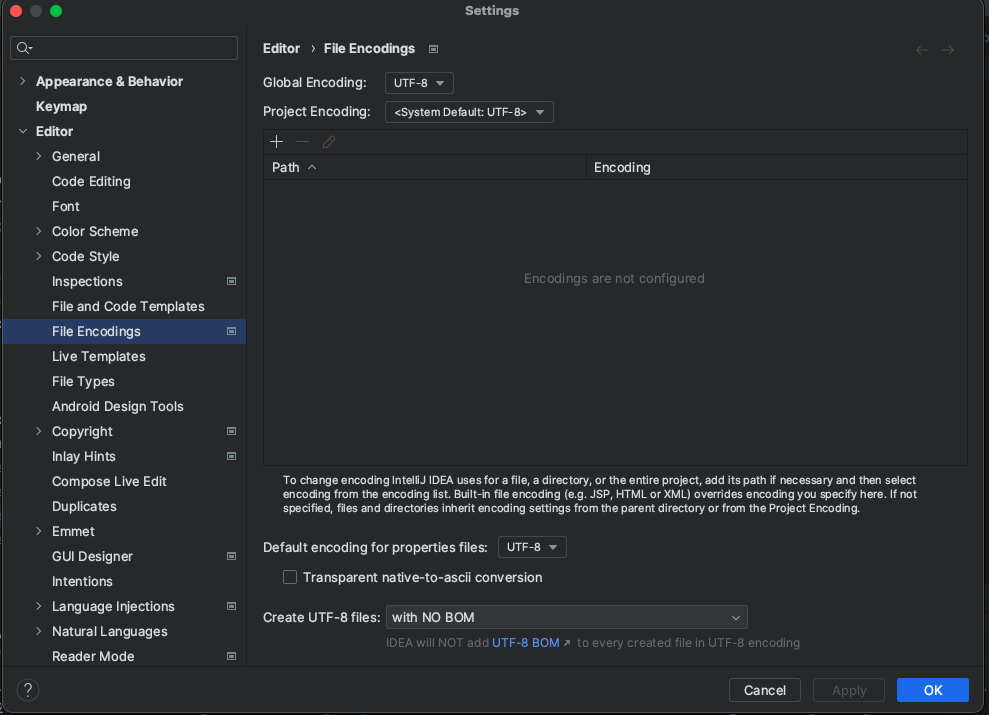 Settings
Editor › File Encodings
Global Encoding: UTF-8
Project Encoding: <System Default: UTF-8>
Path
Encoding
Encodings are not configured
To change encoding IntelliJ IDEA uses for a file, a directory, or the entire project, add its path if necessary and then select
encoding from the encoding list. Built-in file encoding (e.g. JSP, HTML or XML) overrides encoding you specify here. If not
specified, files and directories inherit encoding settings from the parent directory or from the Project Encoding.
Default encoding for properties files: UTF-8
Transparent native-to-ascii conversion
Create UTF-8 files: with NO BOM
IDEA will NOT add UTF-8 BOM ↗ to every created file in UTF-8 encoding
Appearance & Behavior
Keymap
Editor
General
Code Editing
Font
Color Scheme
Code Style
Inspections
File and Code Templates
File Encodings
Live Templates
File Types
Android Design Tools
Copyright
Inlay Hints
Compose Live Edit
Duplicates
Emmet
GUI Designer
Intentions
Language Injections
Natural Languages
Reader Mode
?
Cancel
Apply
OK